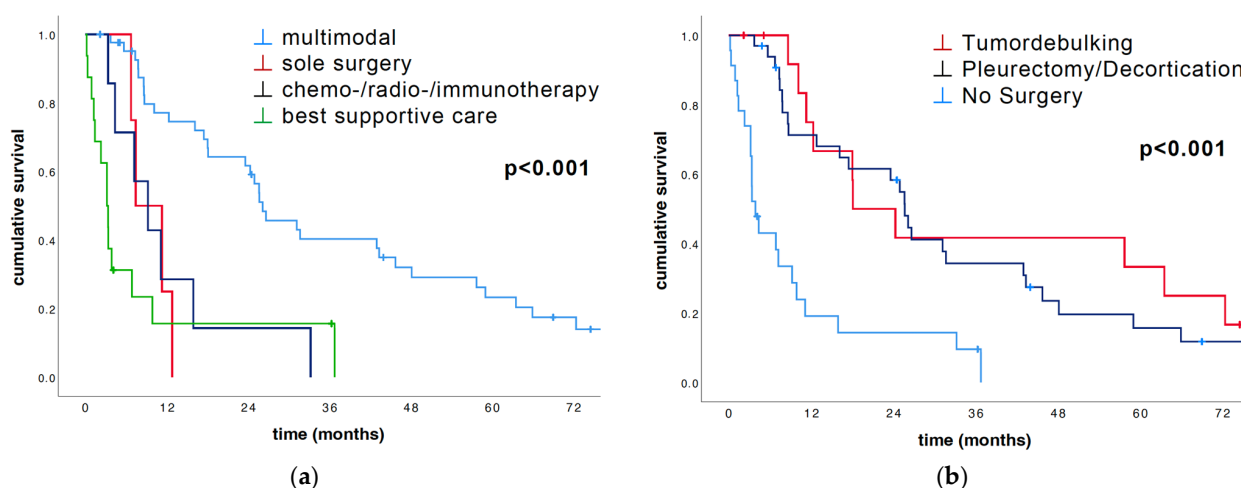 multimodal
sole surgery
chemo-/radio-/immunotherapy
best supportive care
p<0.001
cumulative survival
1.0
0.8
0.6
0.4
0.2
0.0
0 12 24 36 48 60 72
time (months)
(a)
Tumordebulking
Pleurectomy/Decortication
No Surgery
p<0.001
cumulative survival
1.0
0.8
0.6
0.4
0.2
0.0
0 12 24 36 48 60 72
time (months)
(b)